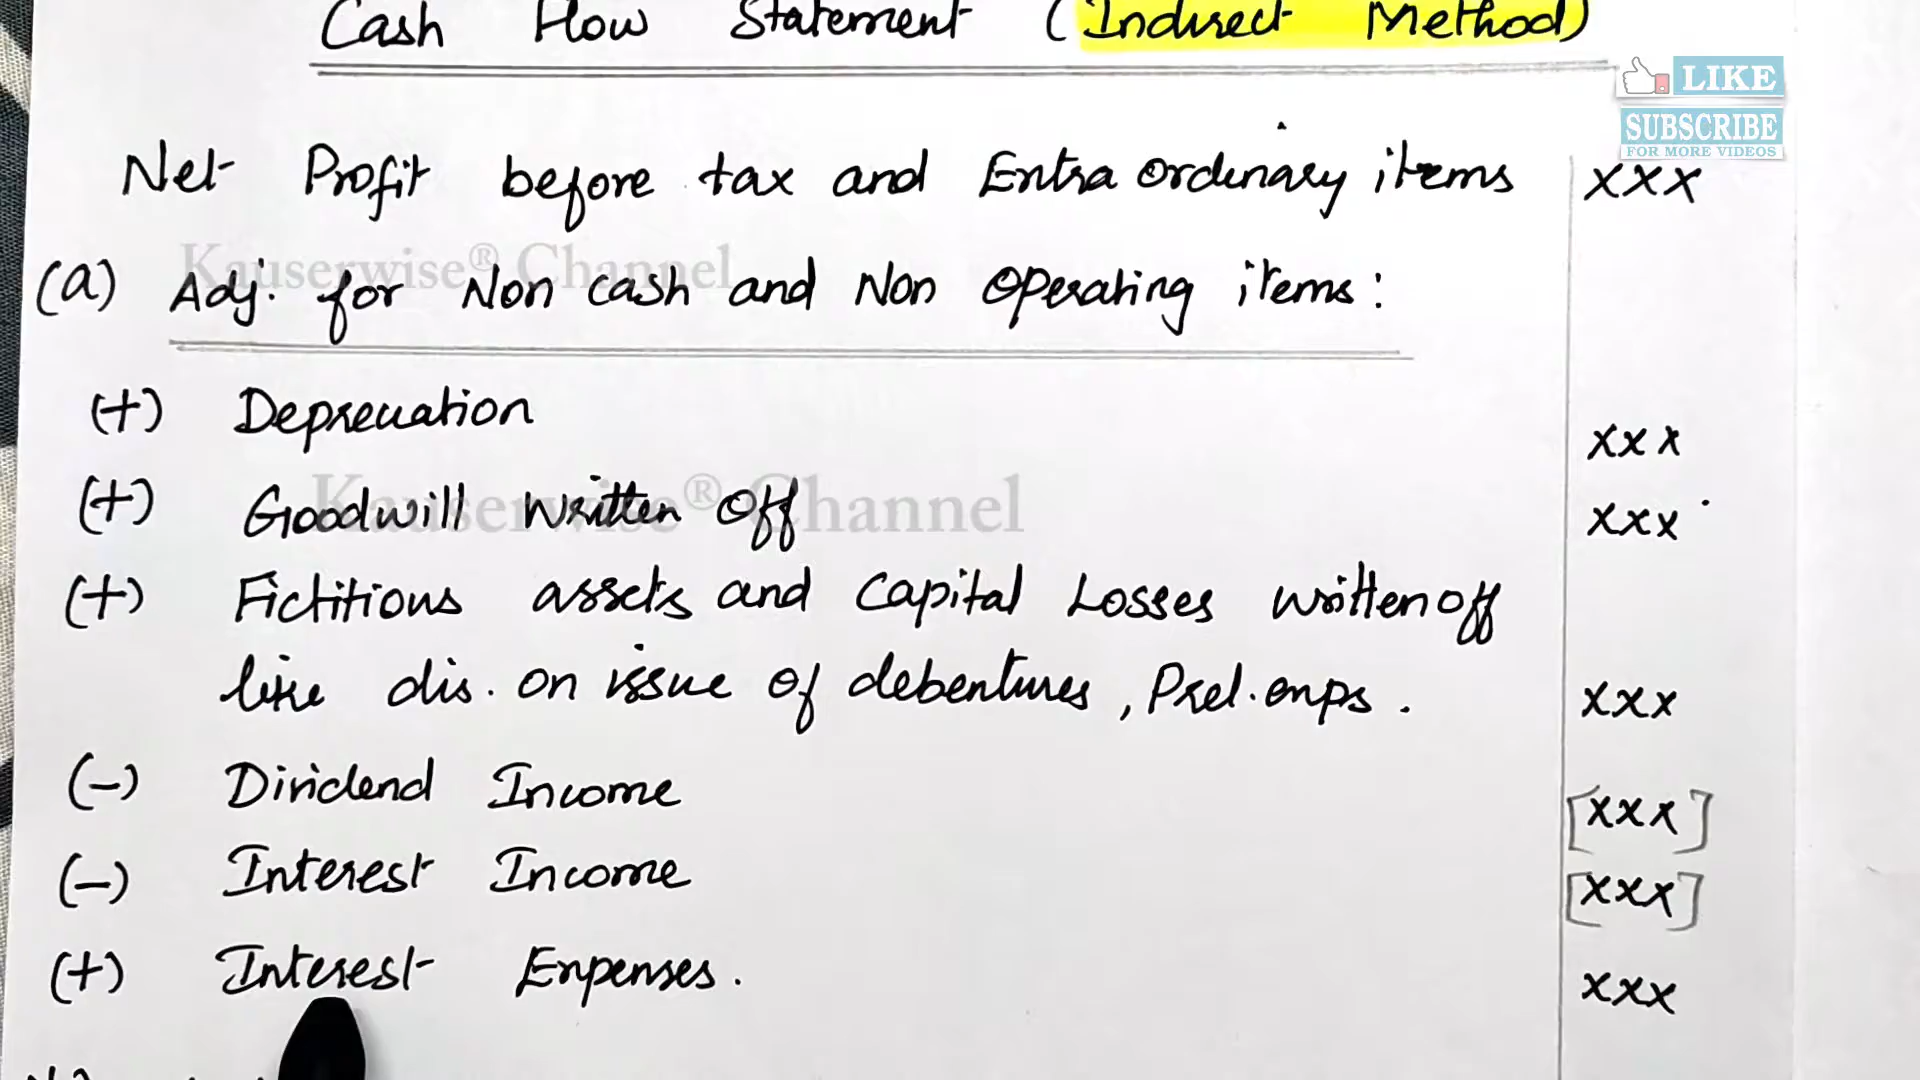 Cash Flow Statement (Indirect Method)
LIKE
SUBSCRIBE
FOR MORE VIDEOS
Net Profit before tax and Extra ordinary items xxx
Kauserwise® Channel
(a) Adj. for Non cash and Non Operating items:
(+) Depreciation xxx
Kauserwise® Channel
(+) Goodwill Written Off xxx
(+) Fictitious assets and Capital Losses written off
like dis. on issue of debentures, Prel. exps. xxx
(-) Dividend Income [xxx]
(-) Interest Income [xxx]
(+) Interest Expenses. xxx